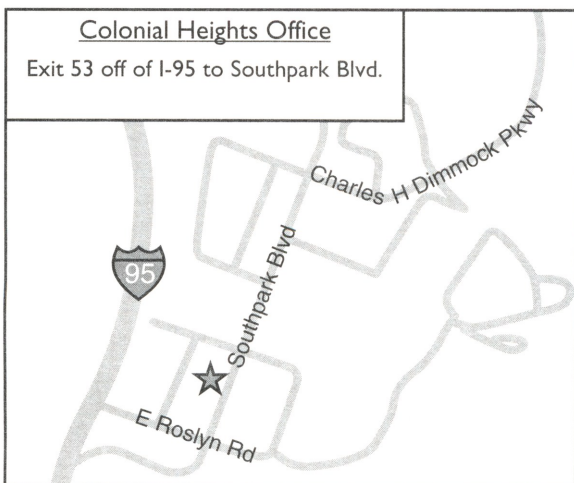 Colonial Heights Office
Exit 53 off of I-95 to Southpark Blvd.
Charles H Dimmock Pkwy
95
Southpark Blvd
E Roslyn Rd